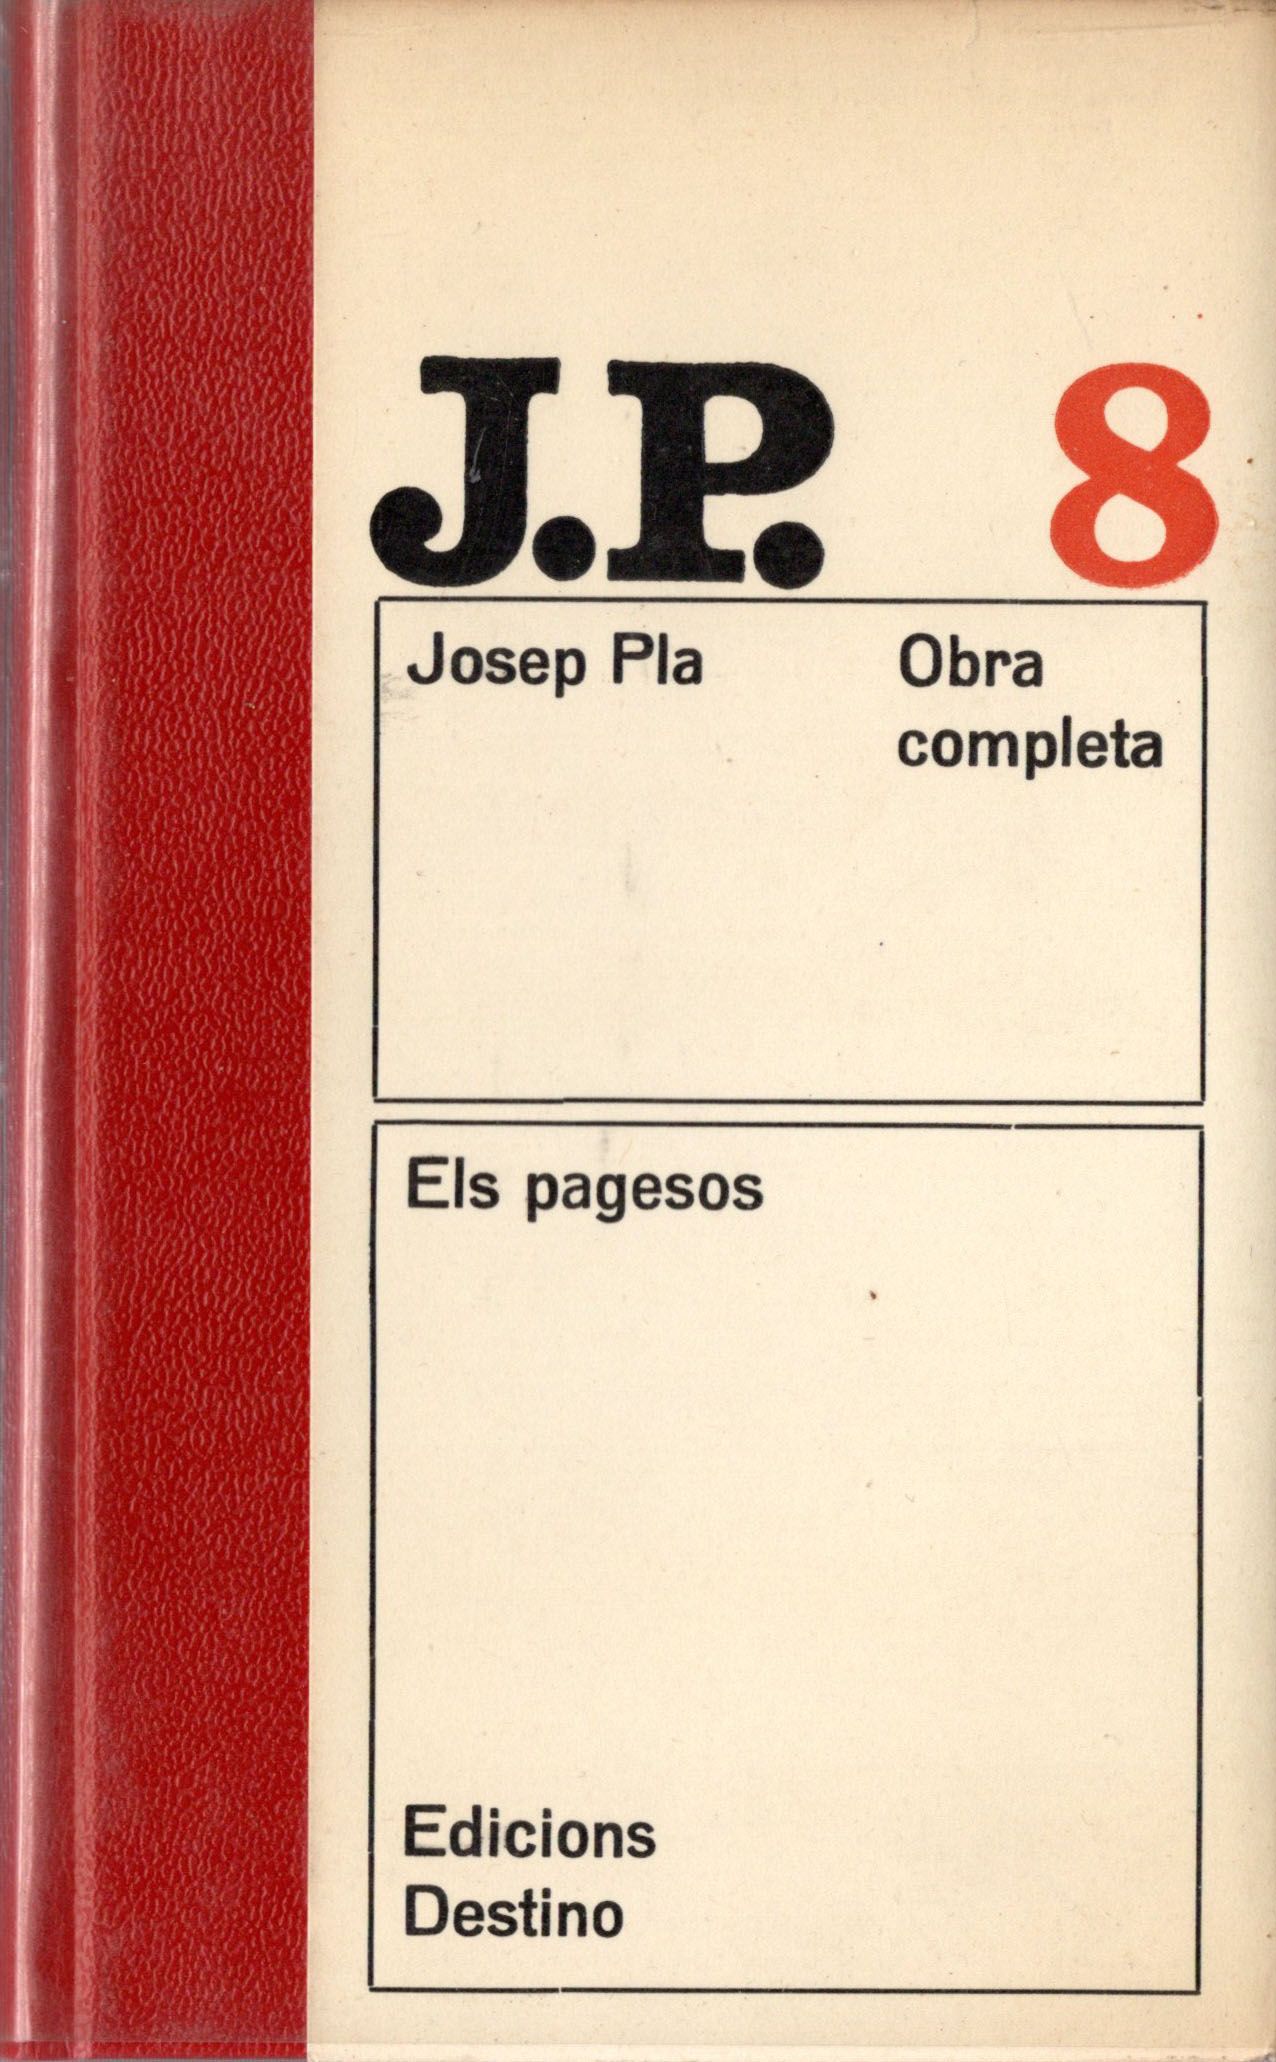 J.P. 8
Josep Pla
Obra
completa
Els pagesos
Edicions
Destino